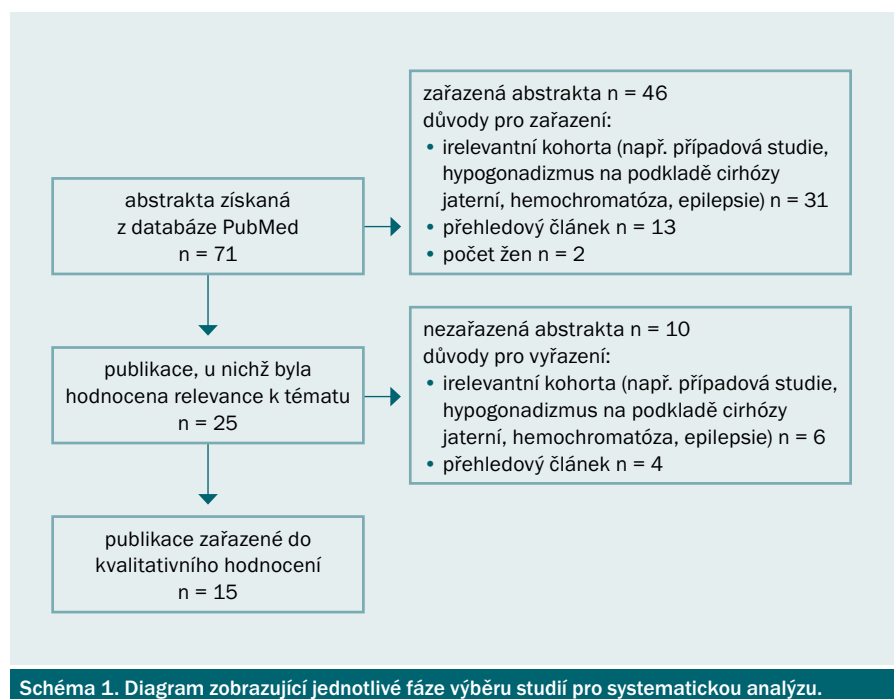 abstrakta získaná
z databáze PubMed
n = 71
zařazená abstrakta n = 46
důvody pro zařazení:
• irelevantní kohorta (např. případová studie,
hypogonadizmus na podkladě cirhózy
jaterní, hemochromatóza, epilepsie) n = 31
• přehledový článek n = 13
• počet žen n = 2
publikace, u nichž byla
hodnocena relevance k tématu
n = 25
nezařazená abstrakta n = 10
důvody pro vyřazení:
• irelevantní kohorta (např. případová studie,
hypogonadizmus na podkladě cirhózy
jaterní, hemochromatóza, epilepsie) n = 6
• přehledový článek n = 4
publikace zařazené do
kvalitativního hodnocení
n = 15
Schéma 1. Diagram zobrazující jednotlivé fáze výběru studií pro systematickou analýzu.